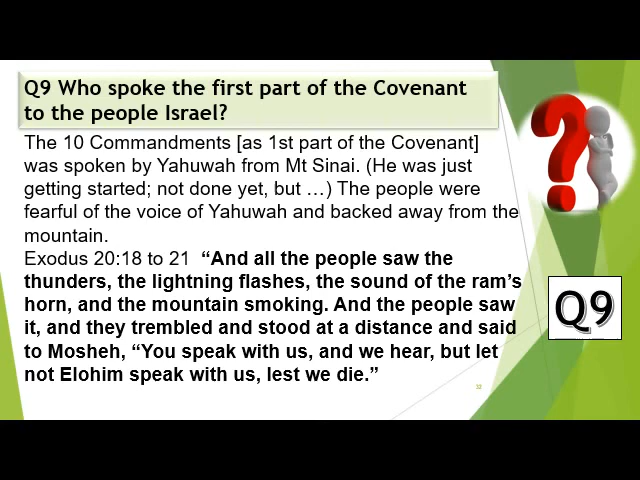 Q9 Who spoke the first part of the Covenant
to the people Israel?
The 10 Commandments [as 1st part of the Covenant]
was spoken by Yahuwah from Mt Sinai. (He was just
getting started; not done yet, but …) The people were
fearful of the voice of Yahuwah and backed away from the
mountain.
Exodus 20:18 to 21  “And all the people saw the
thunders, the lightning flashes, the sound of the ram’s
horn, and the mountain smoking. And the people saw
it, and they trembled and stood at a distance and said
to Mosheh, “You speak with us, and we hear, but let
not Elohim speak with us, lest we die.”
Q9
32